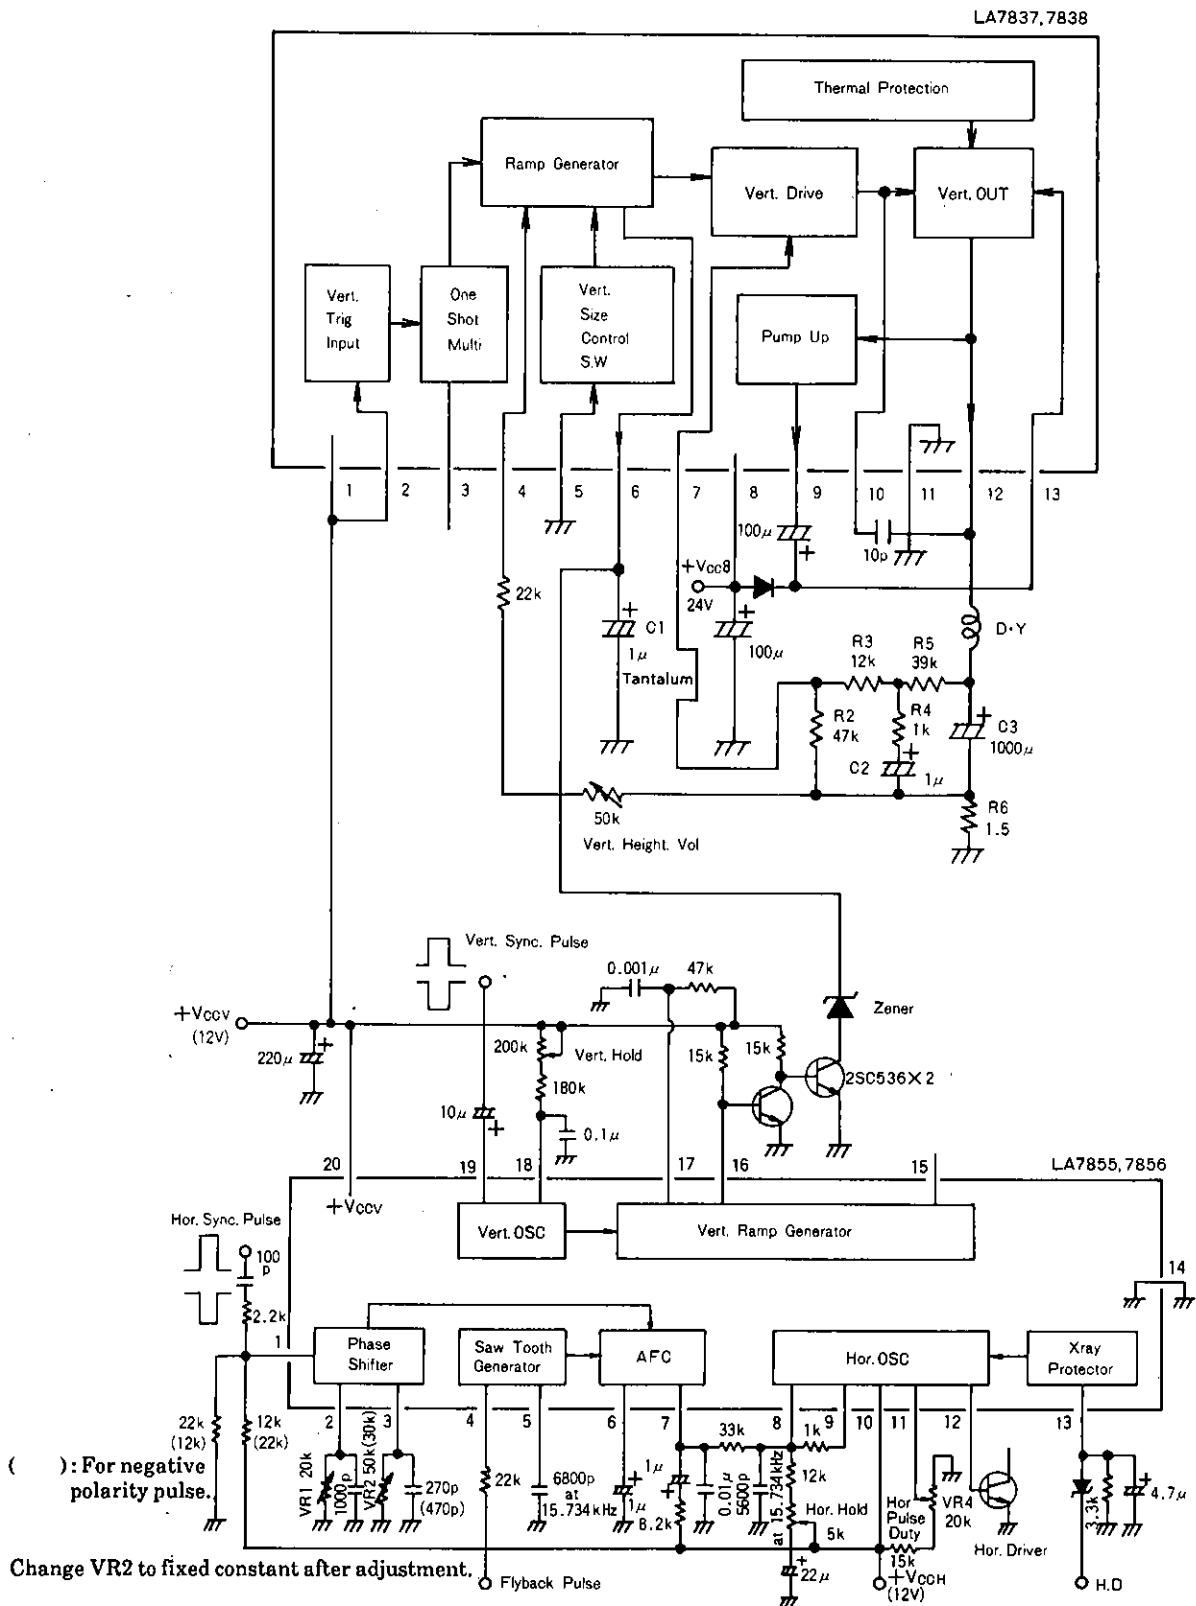 LA7837,7838
Thermal Protection
Ramp Generator
Vert. Drive
Vert. OUT
Vert.
Trig
Input
One
Shot
Multi
Vert.
Size
Control
S.W
Pump Up
1 2 3 4 5 6 7 8 9 10 11 12 13
100μ
+
10p
+Vcc8
24V
22k
+
C1
1μ
Tantalum
+
100μ
D·Y
R3
12k
R5
39k
R2
47k
R4
1k
+
C2
1μ
+
C3
1000μ
50k
Vert. Height. Vol
R6
1.5
Vert. Sync. Pulse
0.001μ
47k
Zener
+VCCV
(12V)
220μ
+
200k
Vert. Hold
180k
15k
15k
2SC536×2
10μ
+
0.1μ
20 19 18 17 16 15
LA7855,7856
+VCCV
Vert. OSC
Vert. Ramp Generator
Hor. Sync. Pulse
100
p
2.2k
14
1
Phase
Shifter
Saw Tooth
Generator
AFC
Hor. OSC
Xray
Protector
2 3 4 5 6 7 8 9 10 11 12 13
22k
(12k)
12k
(22k)
( ): For negative
polarity pulse.
VR1 20k
1000p
VR2 50k(30k)
270p
(470p)
22k
6800p
at
15.734kHz
+
1μ
1μ
+
8.2k
0.01μ
33k
5600p
at 15.734kHz
1k
12k
Hor. Hold
5k
+
22μ
Hor
Pulse
Duty
15k
VR4
20k
Hor. Driver
3.3k
+
4.7μ
Change VR2 to fixed constant after adjustment.
Flyback Pulse
+VCCH
(12V)
H.D